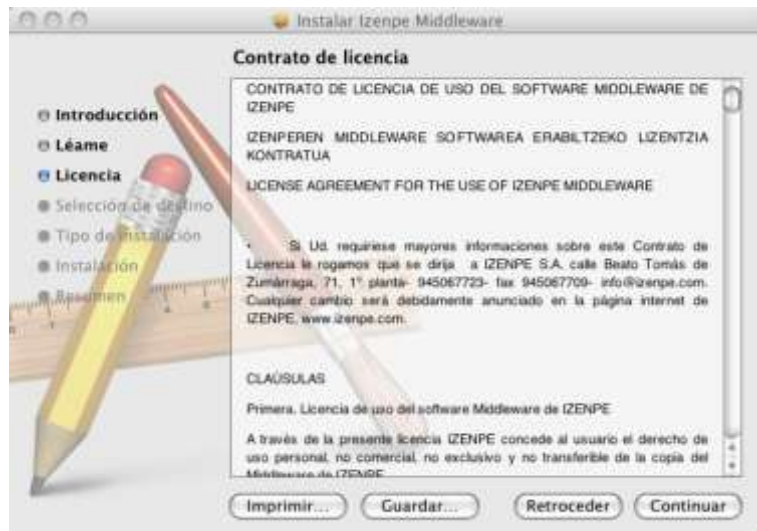 Instalar Izenpe Middleware
Contrato de licencia
Introducción
Léame
Licencia
Selección de destino
Tipo de instalación
Instalación
Resumen
CONTRATO DE LICENCIA DE USO DEL SOFTWARE MIDDLEWARE DE
IZENPE
IZENPEREN MIDDLEWARE SOFTWAREA ERABILTZEKO LIZENTZIA
KONTRATUA
LICENSE AGREEMENT FOR THE USE OF IZENPE MIDDLEWARE
• Si Ud. requiriese mayores informaciones sobre este Contrato de
Licencia le rogamos que se dirija a IZENPE S.A. calle Beato Tomás de
Zumárraga, 71, 1º planta- 945067723- fax 945067709- info@izenpe.com.
Cualquier cambio será debidamente anunciado en la página internet de
IZENPE, www.izenpe.com.
CLAÚSULAS
Primera. Licencia de uso del software Middleware de IZENPE
A través de la presente licencia IZENPE concede al usuario el derecho de
uso personal, no comercial, no exclusivo y no transferible de la copia del
Middleware de IZENPE
Imprimir... Guardar... Retroceder Continuar